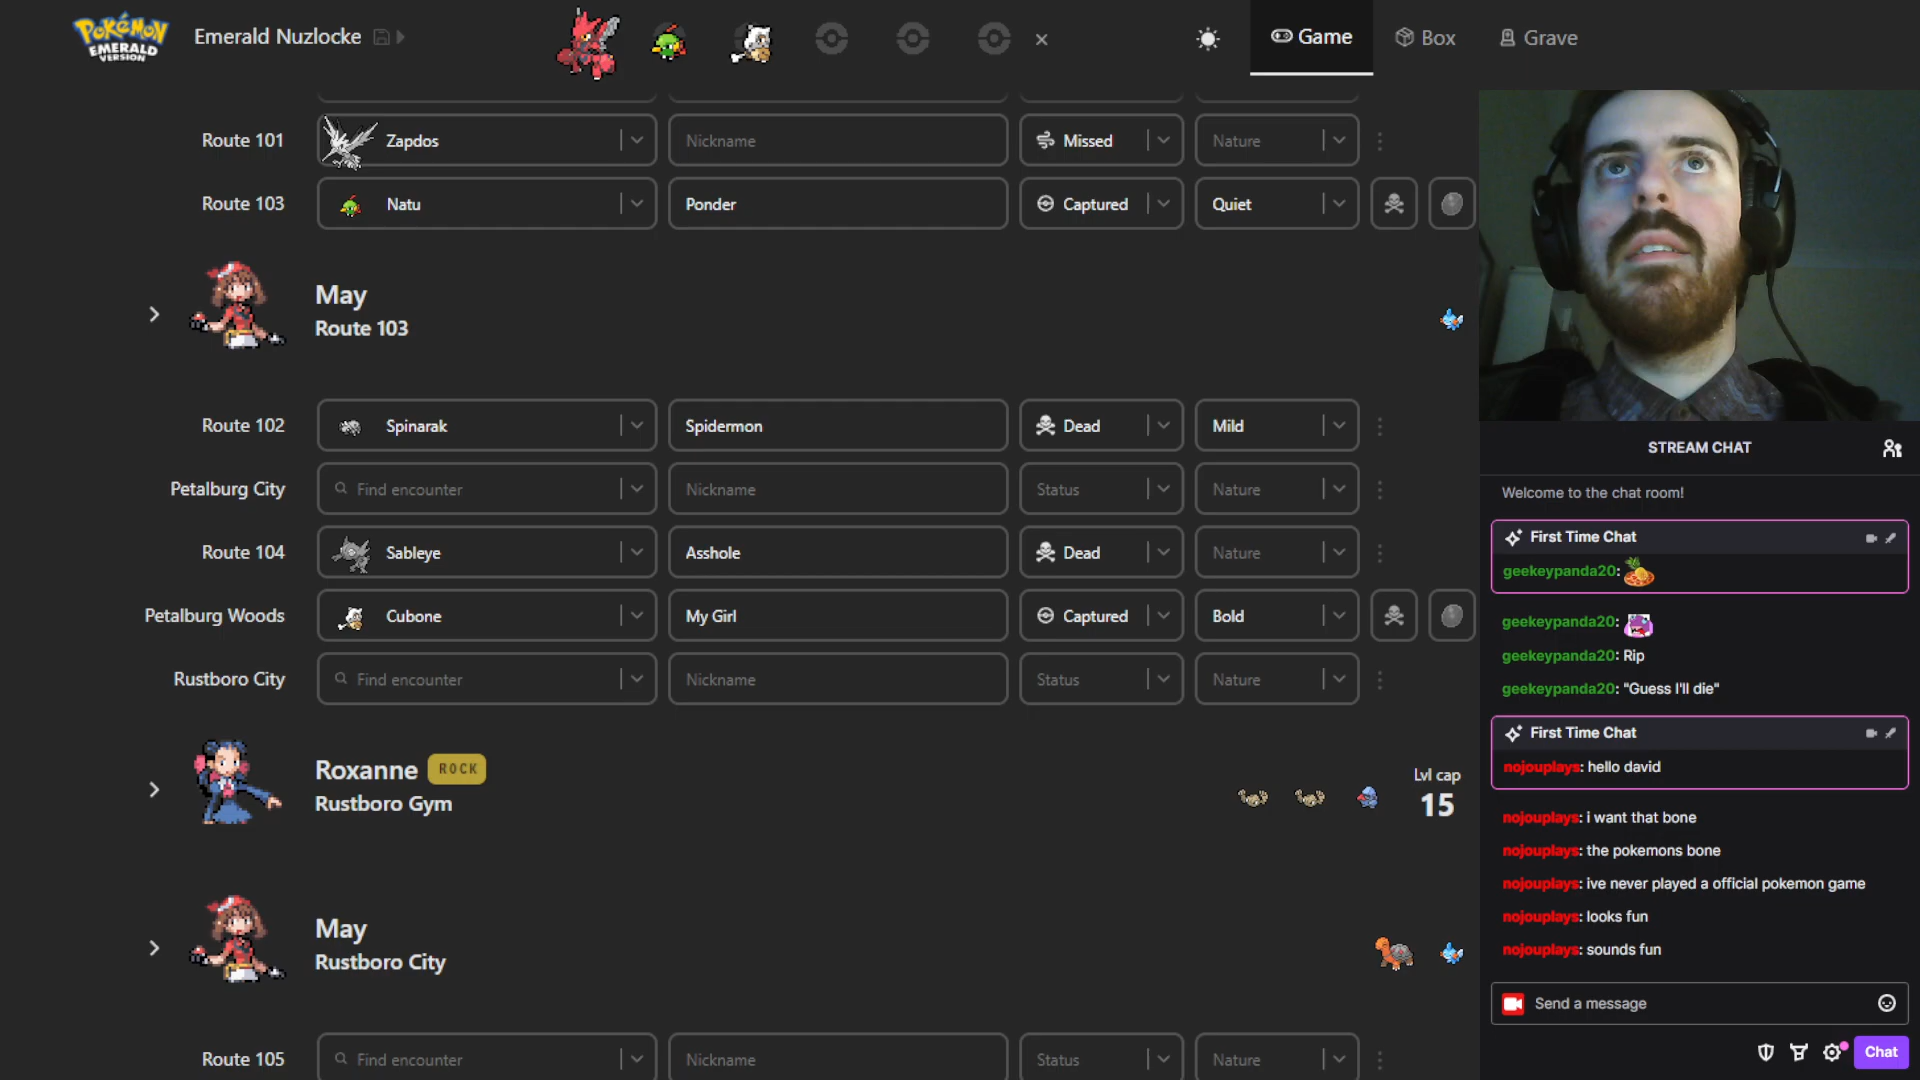 POKéMON
EMERALD
VERSION
Emerald Nuzlocke
Game
Box
Grave
Route 101
Zapdos
Nickname
Missed
Nature
Route 103
Natu
Ponder
Captured
Quiet
May
Route 103
Route 102
Spinarak
Spidermon
Dead
Mild
Petalburg City
Find encounter
Nickname
Status
Nature
Route 104
Sableye
Asshole
Dead
Nature
Petalburg Woods
Cubone
My Girl
Captured
Bold
Rustboro City
Find encounter
Nickname
Status
Nature
Roxanne ROCK
Rustboro Gym
Lvl cap
15
May
Rustboro City
Route 105
Find encounter
Nickname
Status
Nature
STREAM CHAT
Welcome to the chat room!
First Time Chat
geekeypanda20:
geekeypanda20:
geekeypanda20: Rip
geekeypanda20: "Guess I'll die"
First Time Chat
nojouplays: hello david
nojouplays: i want that bone
nojouplays: the pokemons bone
nojouplays: ive never played a official pokemon game
nojouplays: looks fun
nojouplays: sounds fun
Send a message
Chat